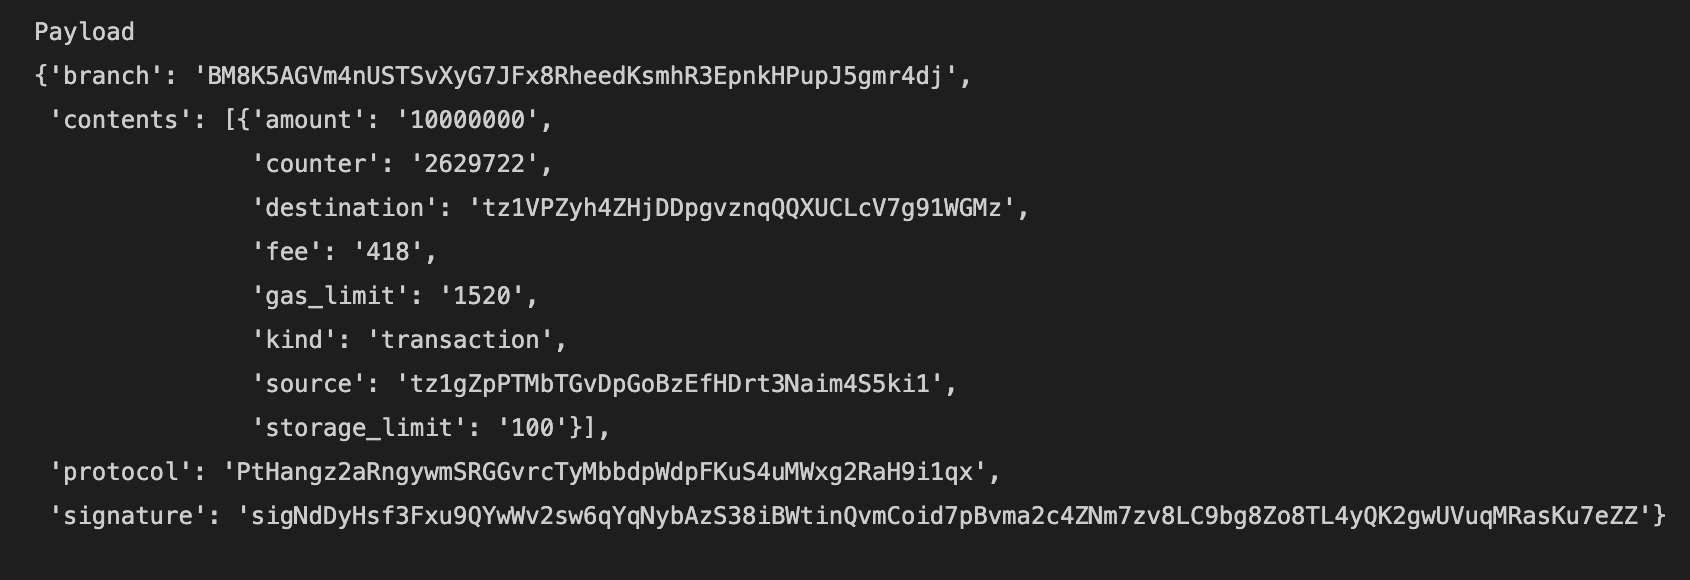 Payload
{'branch': 'BM8K5AGVm4nUSTSvXyG7JFx8RheedKsmhR3EpnkHPupJ5gmr4dj',
'contents': [{'amount': '10000000',
'counter': '2629722',
'destination': 'tz1VPZyh4ZHjDDpgvznqQQXUCLcV7g91WGMz',
'fee': '418',
'gas_limit': '1520',
'kind': 'transaction',
'source': 'tz1gZpPTMbTGvDpGoBzEfHDrt3Naim4S5ki1',
'storage_limit': '100'}],
'protocol': 'PtHangz2aRngywmSRGGvrcTyMbbdpWdpFKuS4uMWxg2RaH9i1qx',
'signature': 'sigNdDyHsf3Fxu9QYwWv2sw6qYqNybAzS38iBWtinQvmCoid7pBvma2c4ZNm7zv8LC9bg8Zo8TL4yQK2gwUVuqMRasKu7eZZ'}